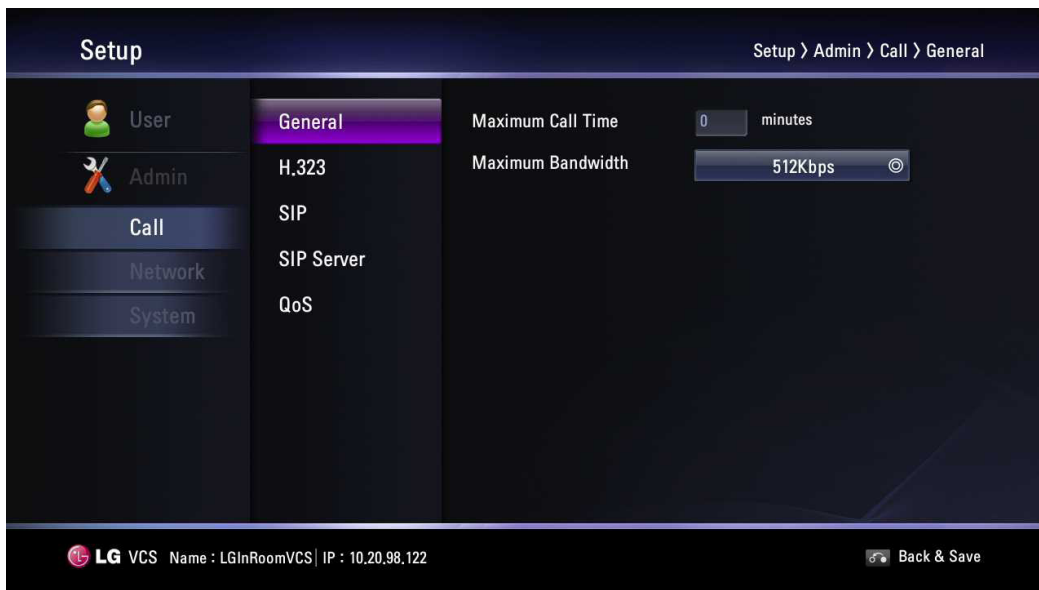 Setup
Setup > Admin > Call > General
User
Admin
Call
Network
System
General
H.323
SIP
SIP Server
QoS
Maximum Call Time 0 minutes
Maximum Bandwidth 512Kbps
LG VCS Name : LGInRoomVCS | IP : 10.20.98.122
Back & Save